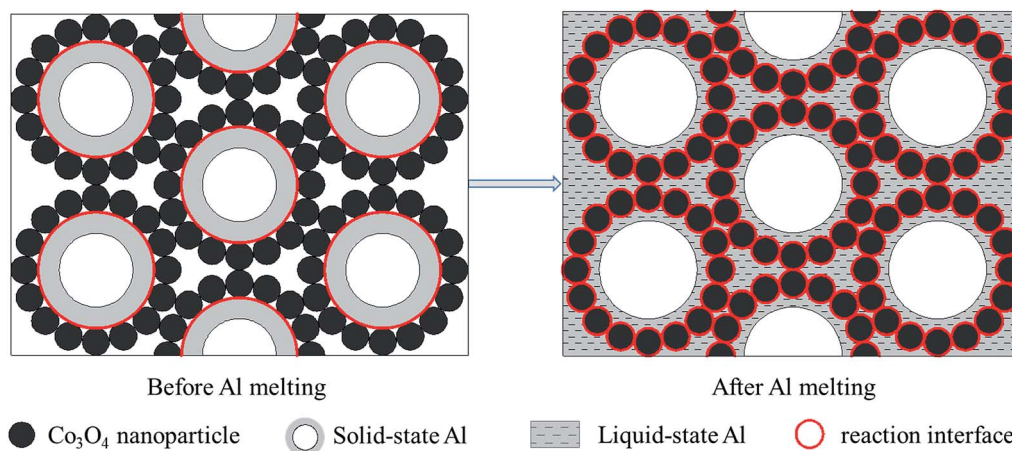 Before Al melting After Al melting
Co₃O₄ nanoparticle Solid-state Al Liquid-state Al reaction interface